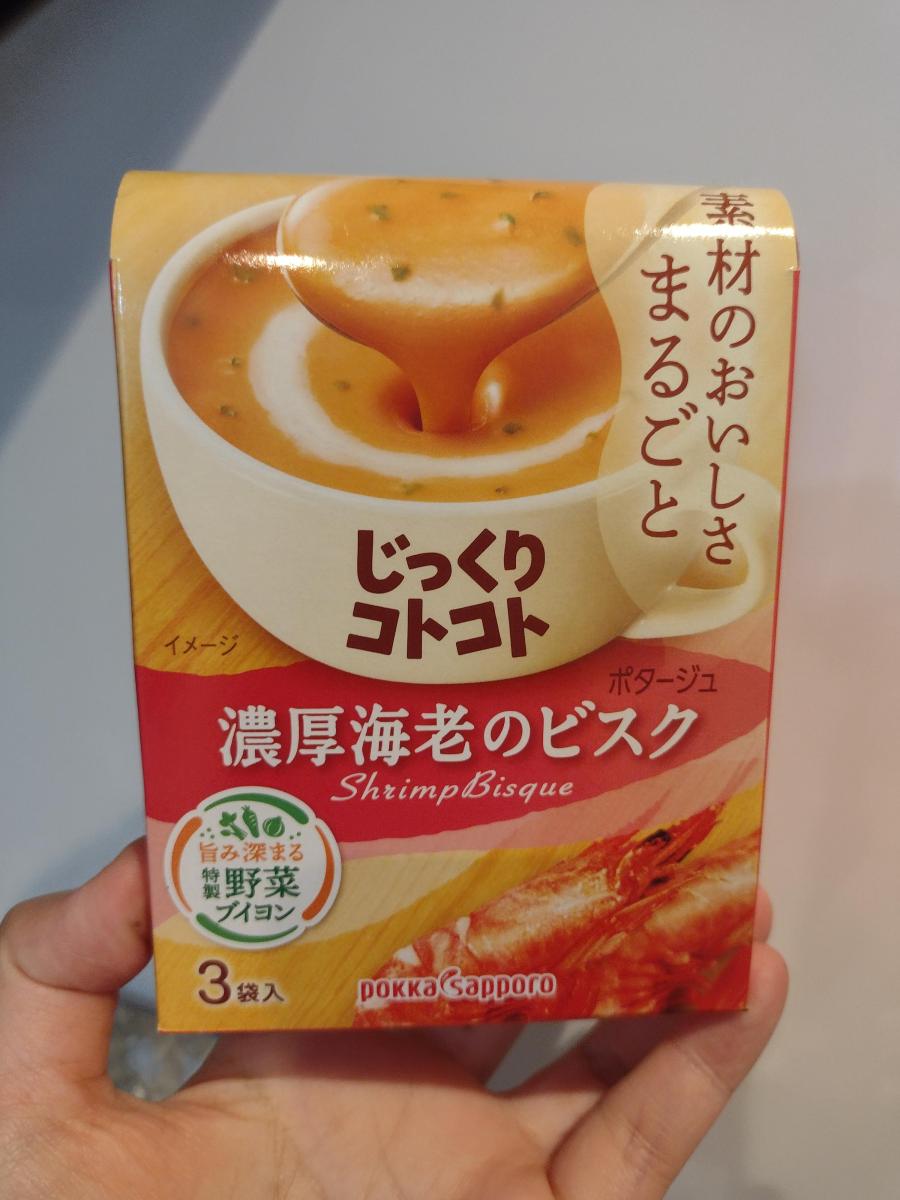 素材のおいしさ
まるごと
じっくり
コトコト
イメージ
ポタージュ
濃厚海老のビスク
Shrimp Bisque
旨み深まる
特製
野菜
ブイヨン
3袋入
pokka sapporo